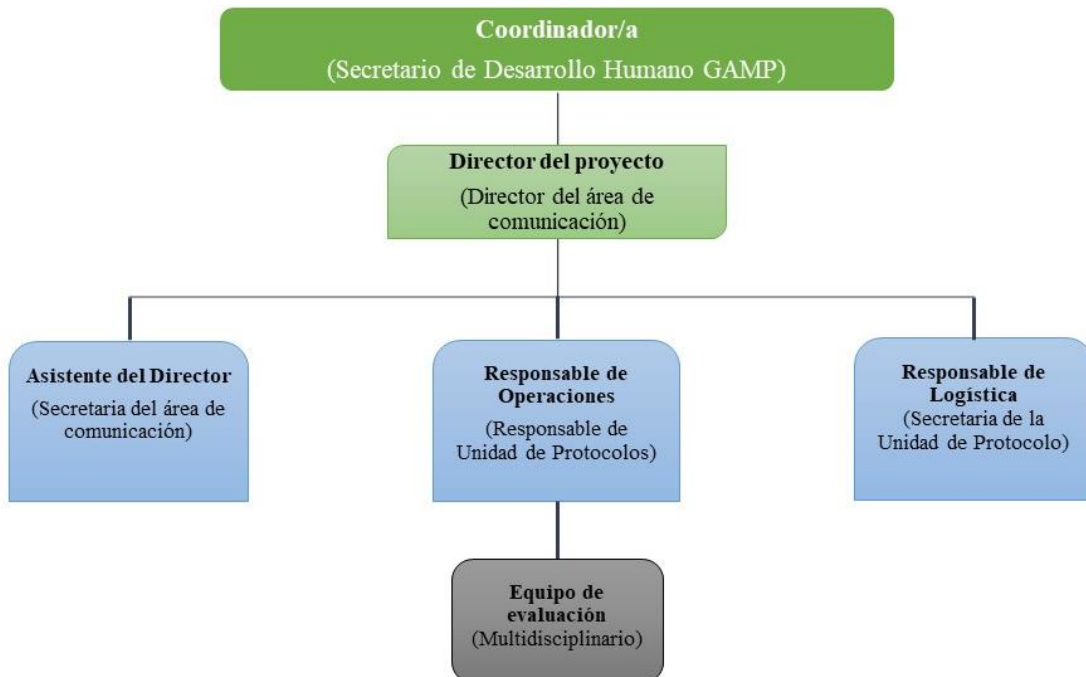 Coordinador/a
(Secretario de Desarrollo Humano GAMP)
Director del proyecto
(Director del área de
comunicación)
Asistente del Director
(Secretaria del área de
comunicación)
Responsable de
Operaciones
(Responsable de
Unidad de Protocolos)
Responsable de
Logística
(Secretaria de la
Unidad de Protocolo)
Equipo de
evaluación
(Multidisciplinario)